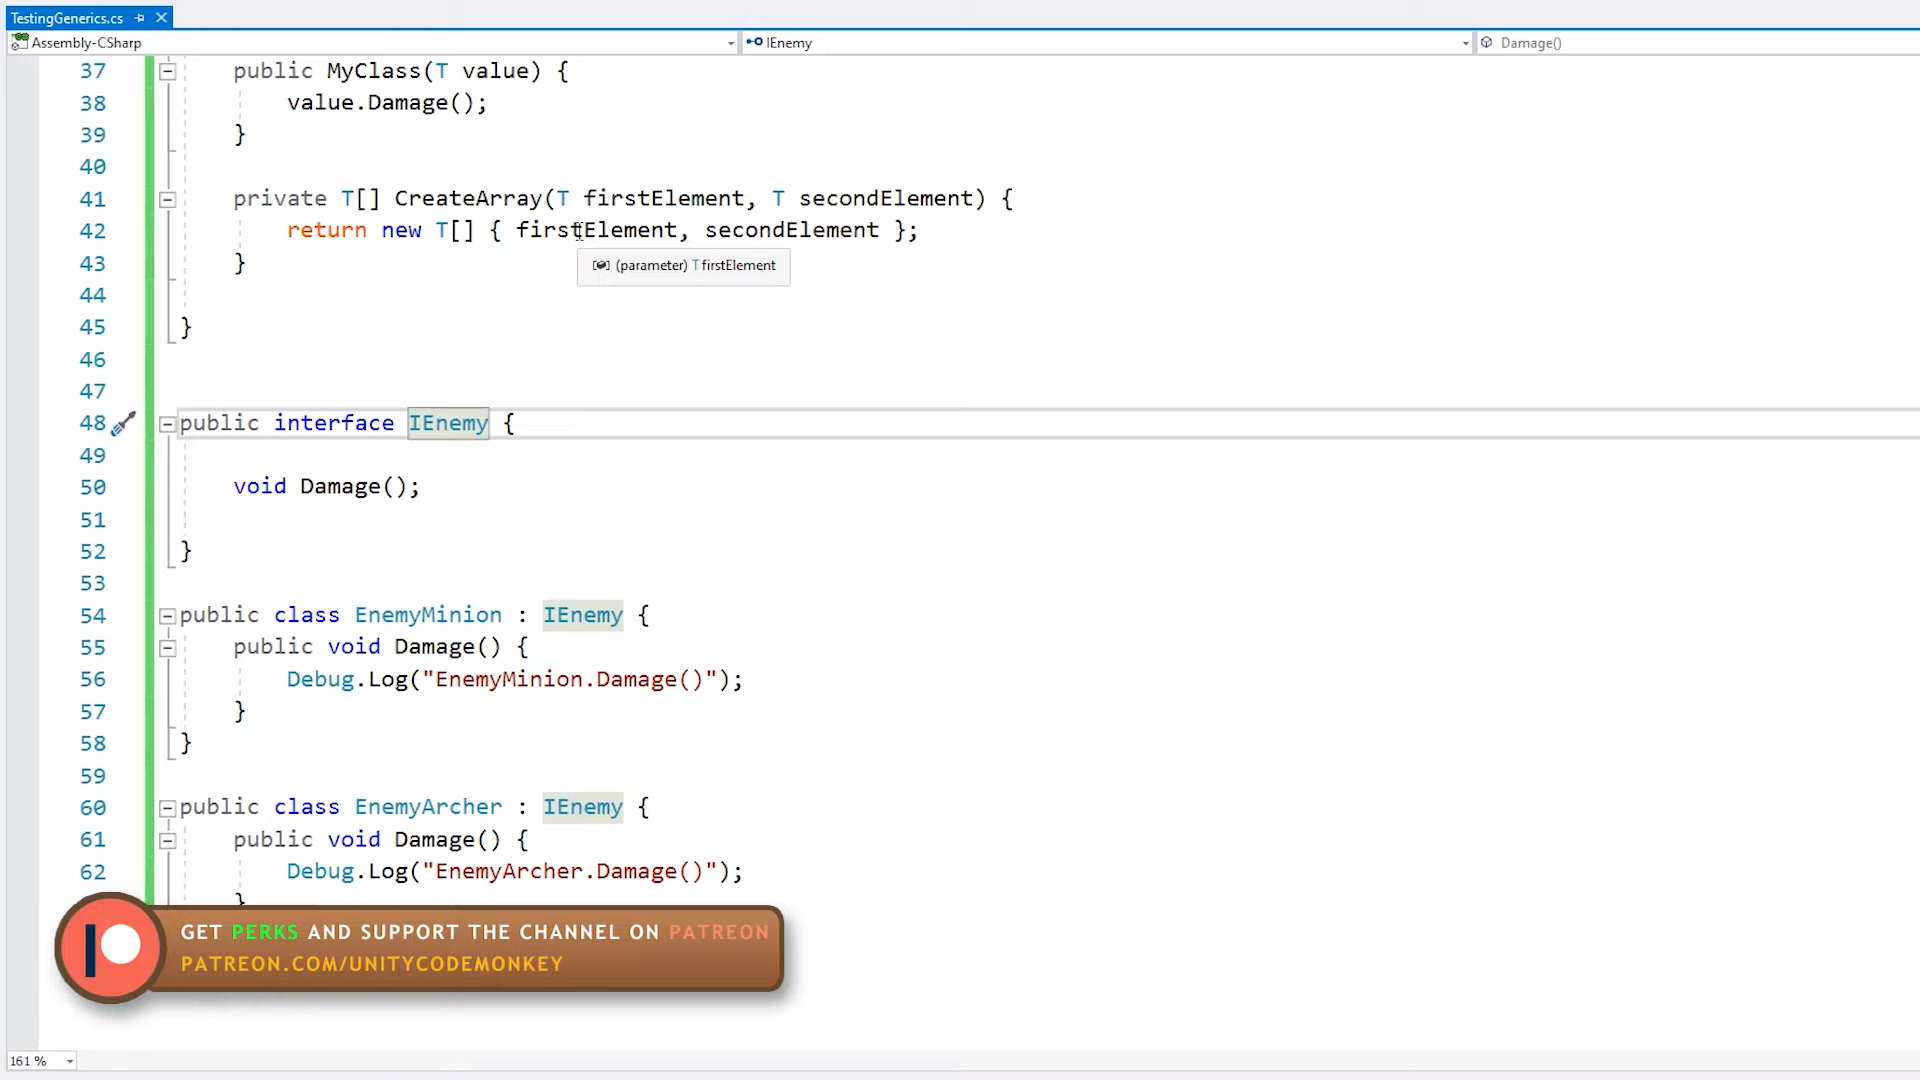 TestingGenerics.cs
Assembly-CSharp IEnemy Damage()
37 public MyClass(T value) {
38 value.Damage();
39 }
40
41 private T[] CreateArray(T firstElement, T secondElement) {
42 return new T[] { firstElement, secondElement };
(parameter) T firstElement
43 }
44
45 }
46
47
48 public interface IEnemy {
49
50 void Damage();
51
52 }
53
54 public class EnemyMinion : IEnemy {
55 public void Damage() {
56 Debug.Log("EnemyMinion.Damage()");
57 }
58 }
59
60 public class EnemyArcher : IEnemy {
61 public void Damage() {
62 Debug.Log("EnemyArcher.Damage()");
}
GET PERKS AND SUPPORT THE CHANNEL ON PATREON
PATREON.COM/UNITYCODEMONKEY
161 %